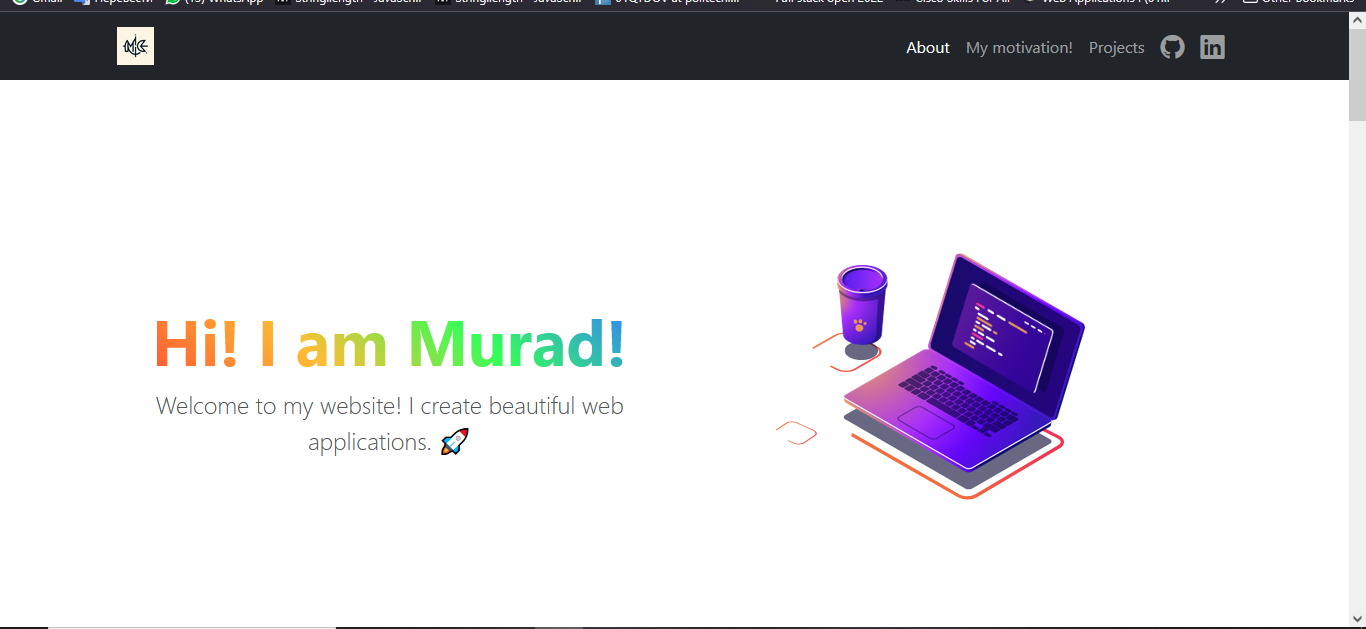 About My motivation! Projects
Hi! I am Murad!
Welcome to my website! I create beautiful web
applications. 🚀